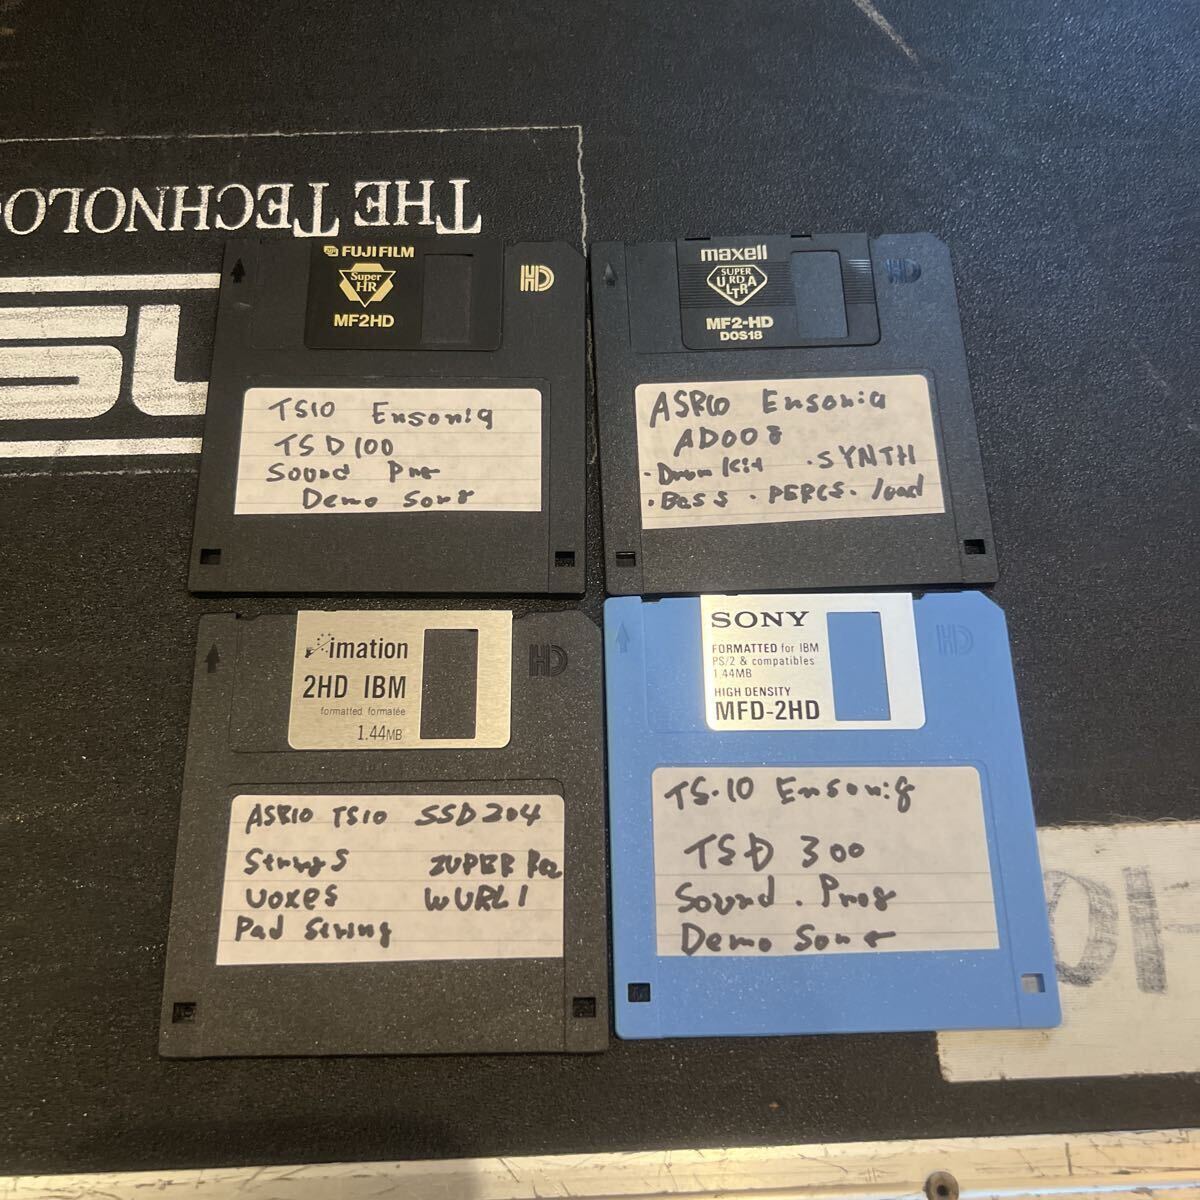 THE TECHNOLO
FUJIFILM
Super
HR
MF2HD
HD
TS10 Ensoniq
TSD100
Sound Pro
Demo Song
maxell
SUPER
URDLTRA
MF2-HD
DOS18
HD
ASR10 Ensoniq
AD008
・Drum Kit ・SYNTH
・Bass ・PERCS・load
imation
2HD IBM
formatted formatée
1.44MB
HD
ASR10 TS10 SSD204
Strings ZUPER
Voxes WURLI
Pad String
SONY
FORMATTED for IBM
PS/2 & compatibles
1.44MB
HIGH DENSITY
MFD-2HD
HD
TS-10 Ensoniq
TSD 300
Sound. Prog
Demo Song